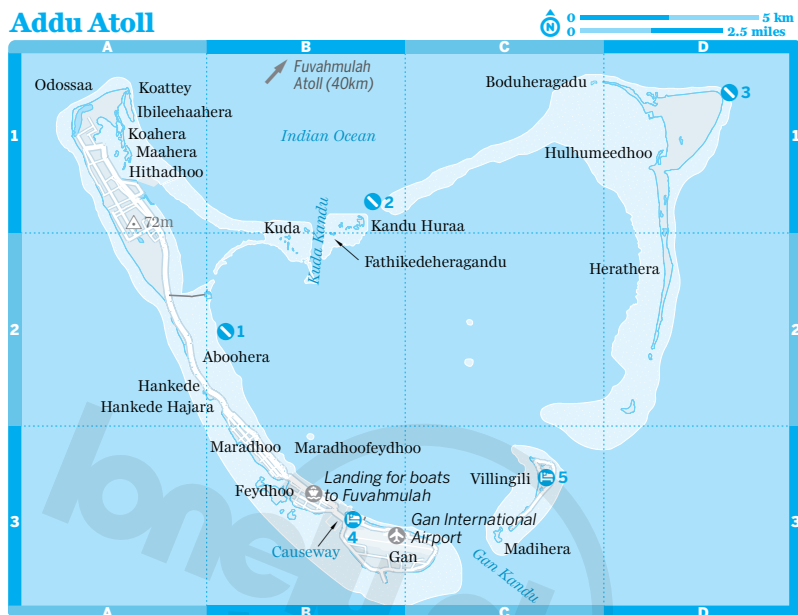 Addu Atoll
0 5 km
0 2.5 miles
N
A B C D
1
2
3
1
2
3
Fuvahmulah
Atoll (40km)
Odossaa
Koattey
Ibileehaahera
Koahera
Maahera
Hithadhoo
72m
Indian Ocean
Boduheragadu
3
Hulhumeedhoo
2
Kuda
Kuda Kandu
Kandu Huraa
Fathikedeheragandu
Herathera
1
Aboohera
Hankede
Hankede Hajara
Maradhoo
Maradhoofeydhoo
Feydhoo
Landing for boats
to Fuvahmulah
Villingili
5
4
Causeway
Gan International
Airport
Gan
Madihera
Gan Kandu
A B C D